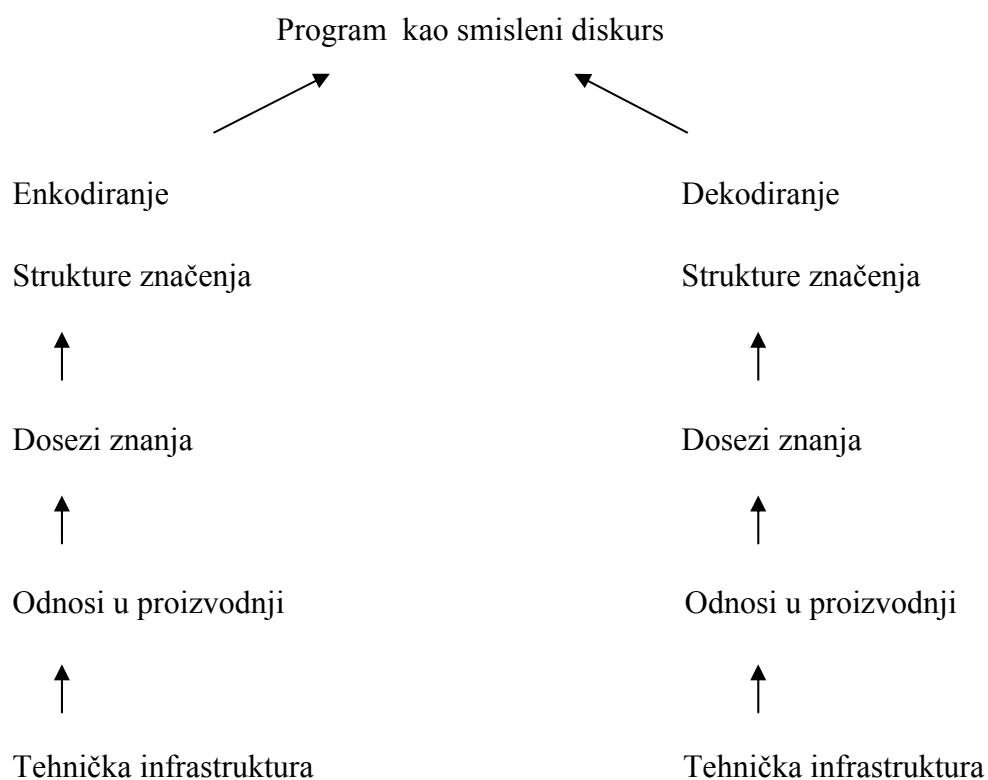 Program kao smisleni diskurs
Enkodiranje
Dekodiranje
Strukture značenja
Strukture značenja
Dosezi znanja
Dosezi znanja
Odnosi u proizvodnji
Odnosi u proizvodnji
Tehnička infrastruktura
Tehnička infrastruktura